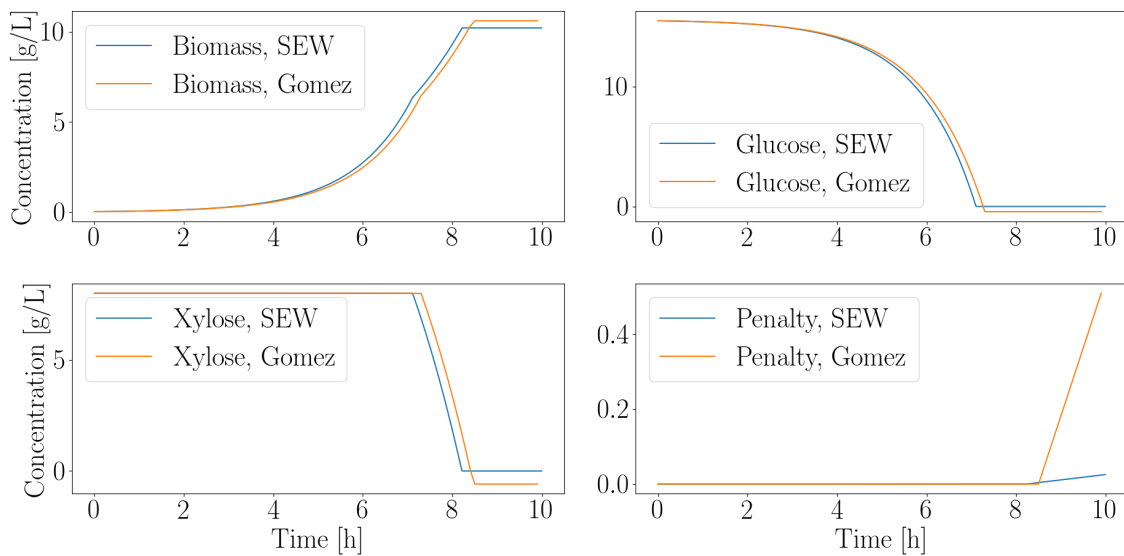 Concentration [g/L]
10
5
0
Biomass, SEW
Biomass, Gomez
0 2 4 6 8 10
10
0
Glucose, SEW
Glucose, Gomez
0 2 4 6 8 10
Concentration [g/L]
5
0
Xylose, SEW
Xylose, Gomez
0 2 4 6 8 10
Time [h]
0.4
0.2
0.0
Penalty, SEW
Penalty, Gomez
0 2 4 6 8 10
Time [h]